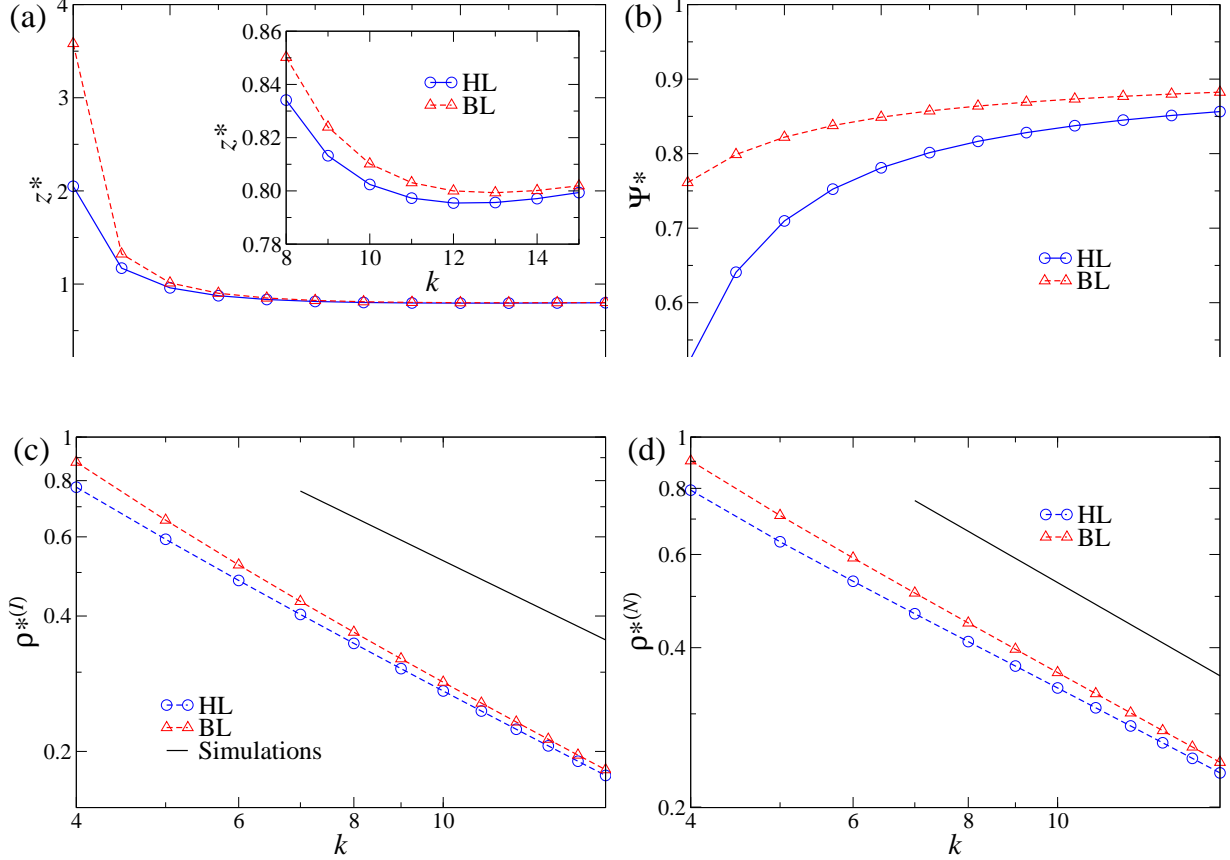 (a)
4
3
2
1
z*
0.86
0.84
0.82
0.80
0.78
z*
8
10
12
14
k
HL
BL
(b)
1
0.9
0.8
0.7
0.6
Ψ*
HL
BL
(c)
1
0.8
0.6
0.4
0.2
ρ*(I)
HL
BL
Simulations
4
6
8
10
k
(d)
1
0.8
0.6
0.4
0.2
ρ*(N)
HL
BL
4
6
8
10
k